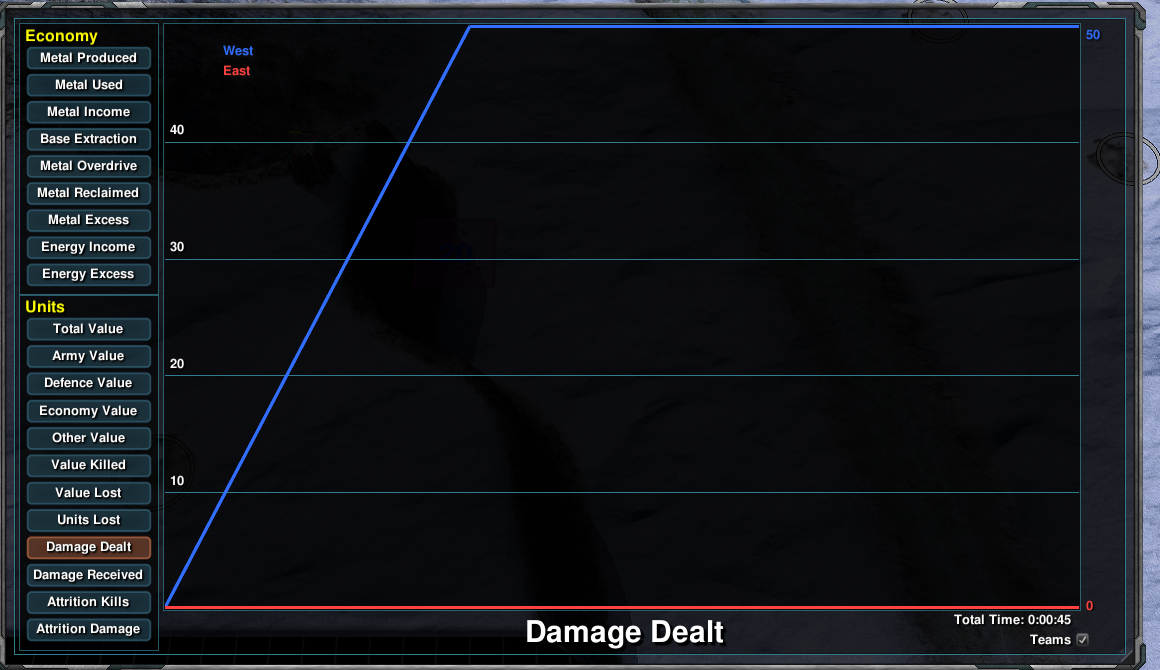 Economy
Metal Produced
Metal Used
Metal Income
Base Extraction
Metal Overdrive
Metal Reclaimed
Metal Excess
Energy Income
Energy Excess
Units
Total Value
Army Value
Defence Value
Economy Value
Other Value
Value Killed
Value Lost
Units Lost
Damage Dealt
Damage Received
Attrition Kills
Attrition Damage
West
East
40
30
20
10
50
0
Damage Dealt
Total Time: 0:00:45
Teams